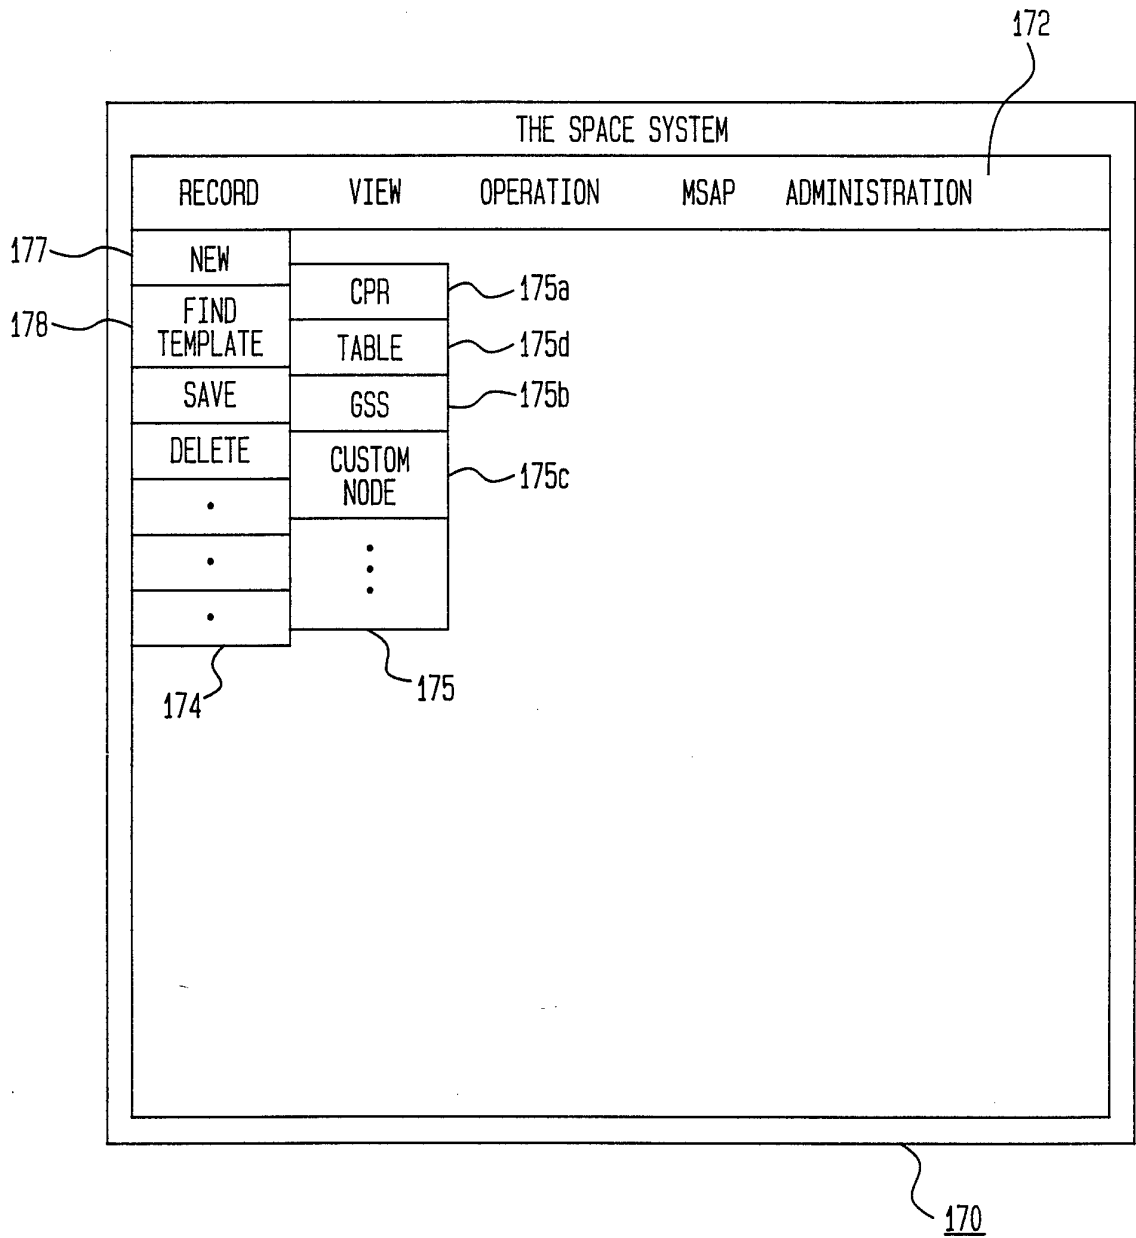 172
THE SPACE SYSTEM
RECORD VIEW OPERATION MSAP ADMINISTRATION
177
NEW
178
FIND
TEMPLATE
SAVE
DELETE
CPR
175a
TABLE
175d
GSS
175b
CUSTOM
NODE
175c
174
175
170